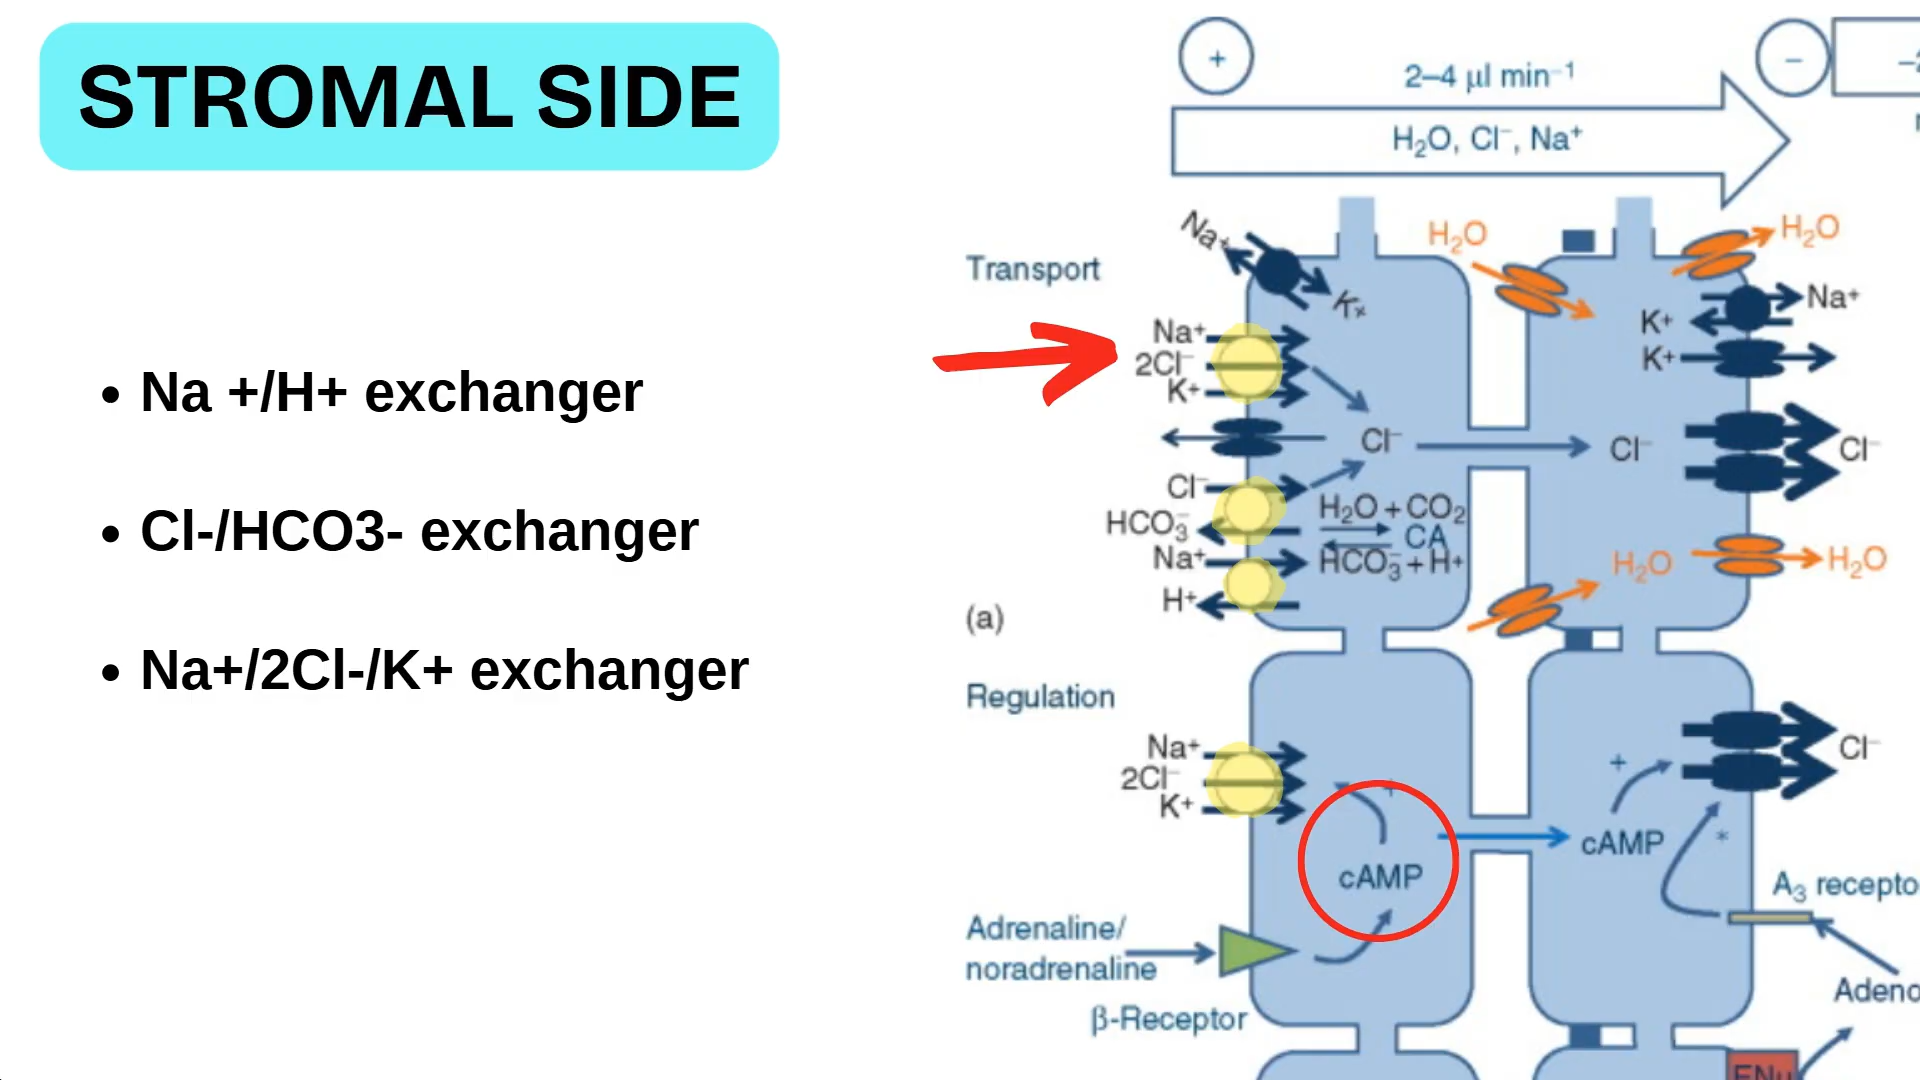 STROMAL SIDE
• Na +/H+ exchanger
• Cl-/HCO3- exchanger
• Na+/2Cl-/K+ exchanger
+
2–4 µl min⁻¹
−
H₂O, Cl⁻, Na⁺
Transport
Na⁺
K⁺
H₂O
H₂O
Na⁺
K⁺
K⁺
Na⁺
2Cl⁻
K⁺
Cl⁻
Cl⁻
Cl⁻
Cl⁻
HCO₃⁻
H₂O + CO₂
CA
HCO₃⁻ + H⁺
Na⁺
H⁺
H₂O
H₂O
(a)
Regulation
Na⁺
2Cl⁻
K⁺
+
cAMP
+
cAMP
*
Cl⁻
A₃ recepto
Adeno
Adrenaline/
noradrenaline
β-Receptor